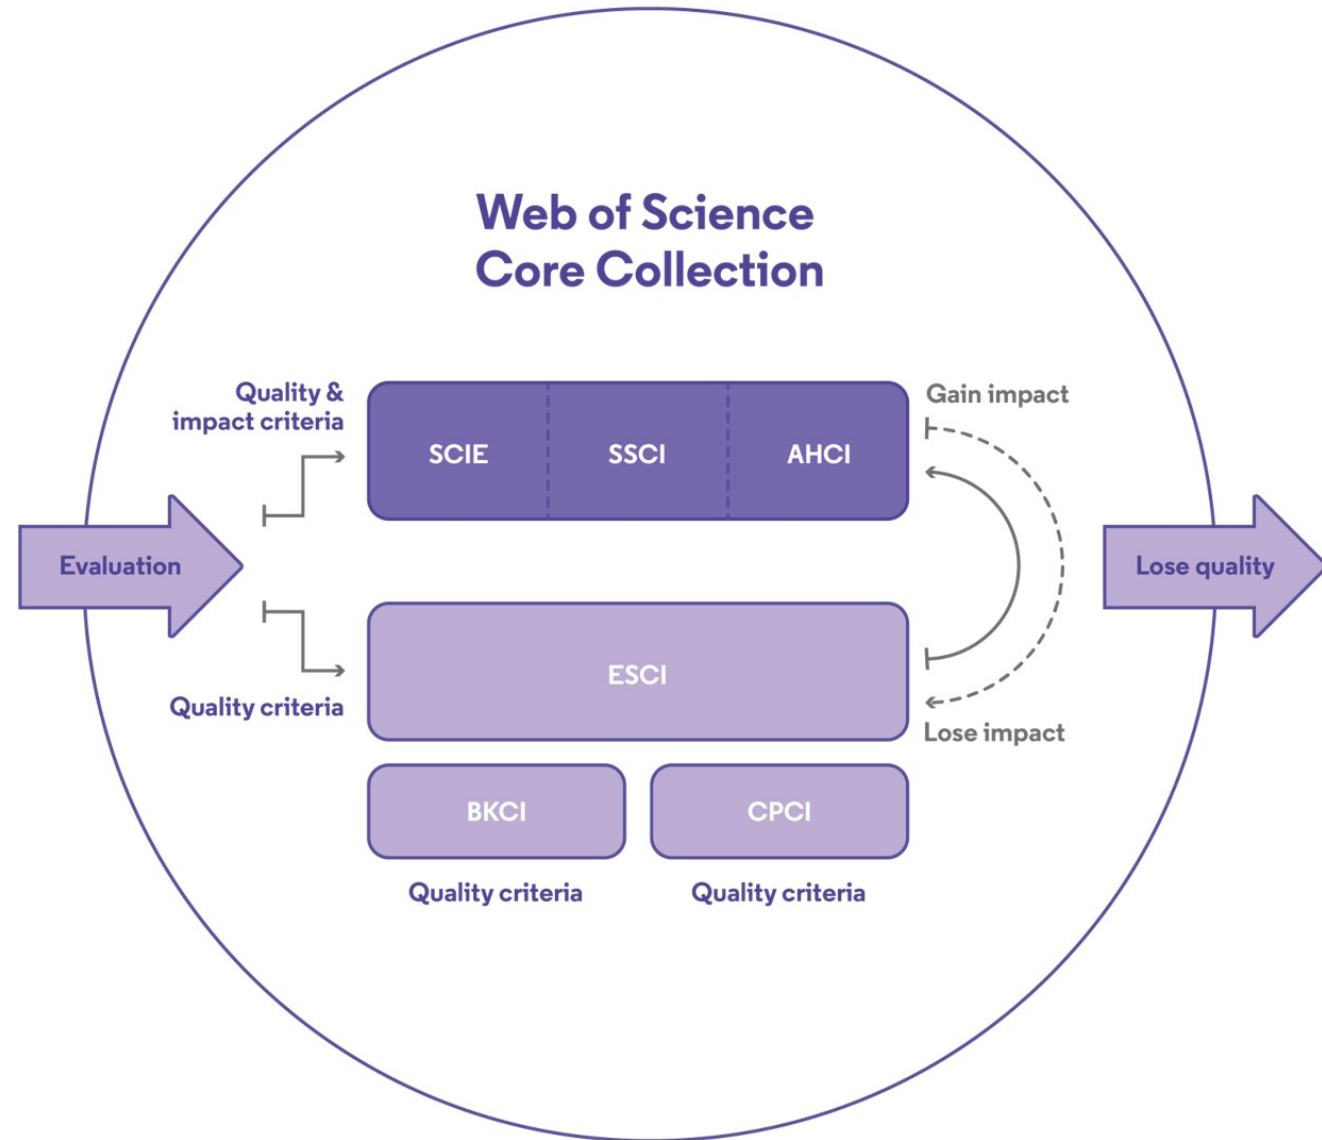 Web of Science
Core Collection
Quality &
impact criteria
SCIE
SSCI
AHCI
Gain impact
Evaluation
Lose quality
ESCI
Quality criteria
Lose impact
BKCI
CPCI
Quality criteria
Quality criteria